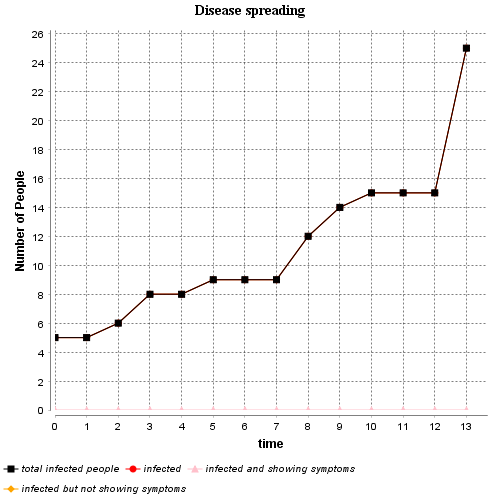 Disease spreading
26
24
22
20
18
16
14
12
10
8
6
4
2
0
Number of People
0 1 2 3 4 5 6 7 8 9 10 11 12 13
time
total infected people infected infected and showing symptoms
infected but not showing symptoms